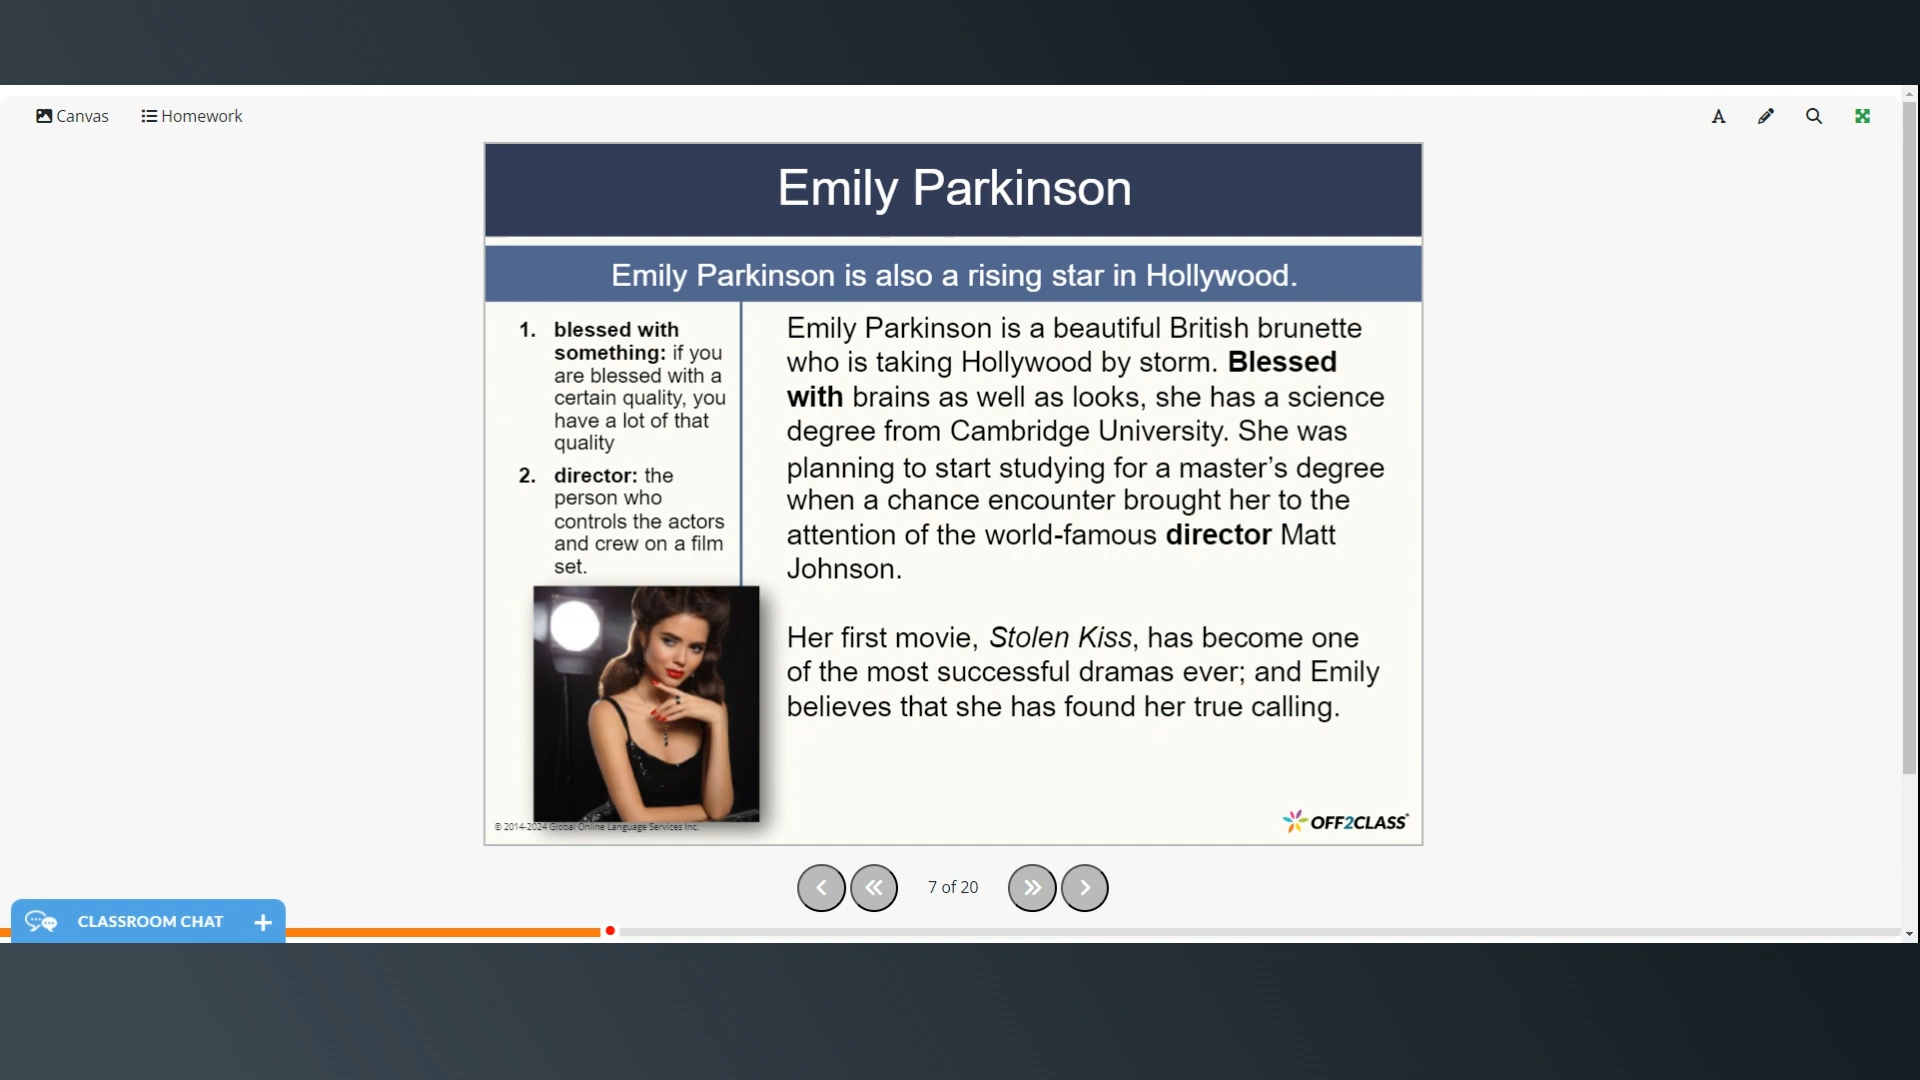 Canvas
Homework
A
Emily Parkinson
Emily Parkinson is also a rising star in Hollywood.
1. blessed with
something: if you
are blessed with a
certain quality, you
have a lot of that
quality
2. director: the
person who
controls the actors
and crew on a film
set.
Emily Parkinson is a beautiful British brunette
who is taking Hollywood by storm. Blessed
with brains as well as looks, she has a science
degree from Cambridge University. She was
planning to start studying for a master’s degree
when a chance encounter brought her to the
attention of the world-famous director Matt
Johnson.
Her first movie, Stolen Kiss, has become one
of the most successful dramas ever; and Emily
believes that she has found her true calling.
© 2014-2024 Global Online Language Services Inc.
OFF2CLASS
7 of 20
CLASSROOM CHAT +